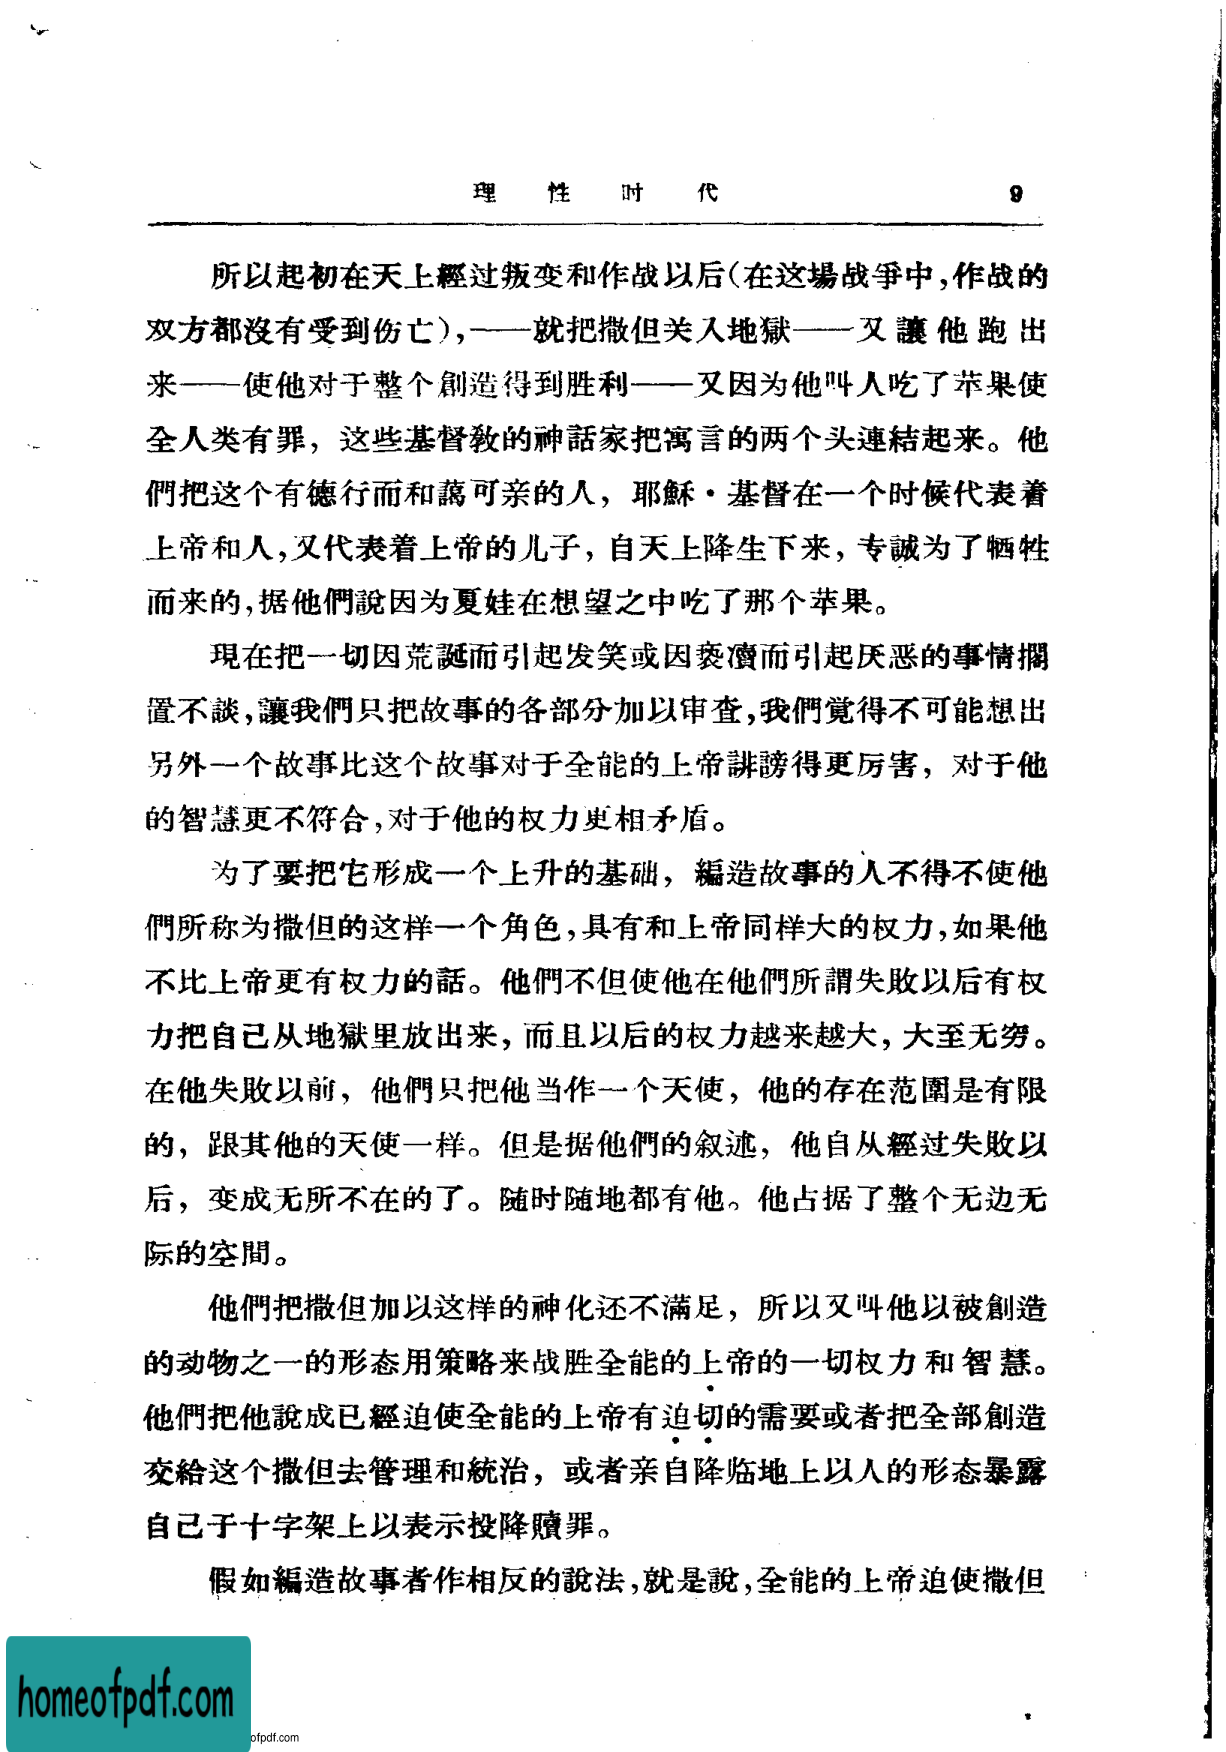 理性时代 9
所以起初在天上經过叛变和作战以后(在这場战爭中,作战的
双方都沒有受到伤亡),——就把撒但关入地獄——又讓他跑出
来——使他对于整个創造得到胜利——又因为他叫人吃了苹果使
全人类有罪,这些基督教的神話家把寓言的两个头連結起来。他
們把这个有德行而和藹可亲的人,耶穌·基督在一个时候代表着
上帝和人,又代表着上帝的儿子,自天上降生下来,专誠为了牺牲
而来的,据他們說因为夏娃在想望之中吃了那个苹果。
現在把一切因荒誕而引起发笑或因亵瀆而引起厌恶的事情擱
置不談,讓我們只把故事的各部分加以审查,我們覚得不可能想出
另外一个故事比这个故事对于全能的上帝誹謗得更厉害,对于他
的智慧更不符合,对于他的权力更相矛盾。
为了要把它形成一个上升的基础,編造故事的人不得不使他
們所称为撒但的这样一个角色,具有和上帝同样大的权力,如果他
不比上帝更有权力的話。他們不但使他在他們所謂失敗以后有权
力把自己从地獄里放出来,而且以后的权力越来越大,大至无穷。
在他失敗以前,他們只把他当作一个天使,他的存在范圍是有限
的,跟其他的天使一样。但是据他們的叙述,他自从經过失敗以
后,变成无所不在的了。随时随地都有他。他占据了整个无边无
际的空間。
他們把撒但加以这样的神化还不滿足,所以又叫他以被創造
的动物之一的形态用策略来战胜全能的上帝的一切权力和智慧。
他們把他說成已經迫使全能的上帝有迫切的需要或者把全部創造
交給这个撒但去管理和統治,或者亲自降临地上以人的形态暴露
自己于十字架上以表示投降贖罪。
假如編造故事者作相反的說法,就是說,全能的上帝迫使撒但
homeofpdf.com
ofpdf.com